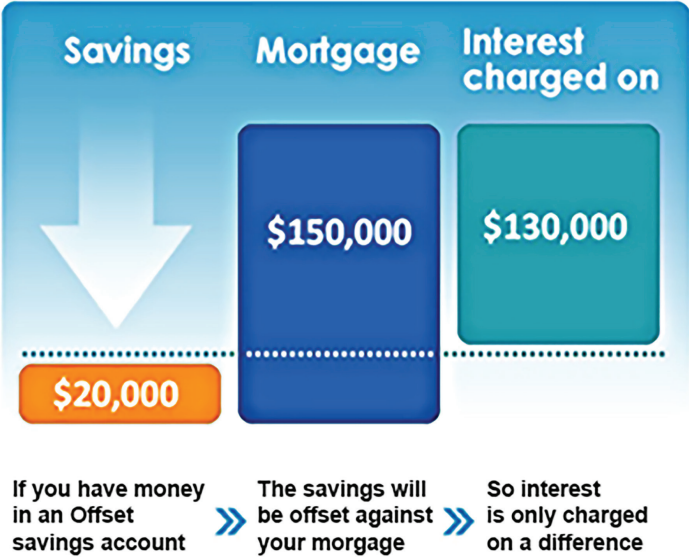 Savings
Mortgage
Interest
charged on
$150,000
$130,000
$20,000
If you have money
in an Offset
savings account
The savings will
be offset against
your mortgage
So interest
is only charged
on a difference